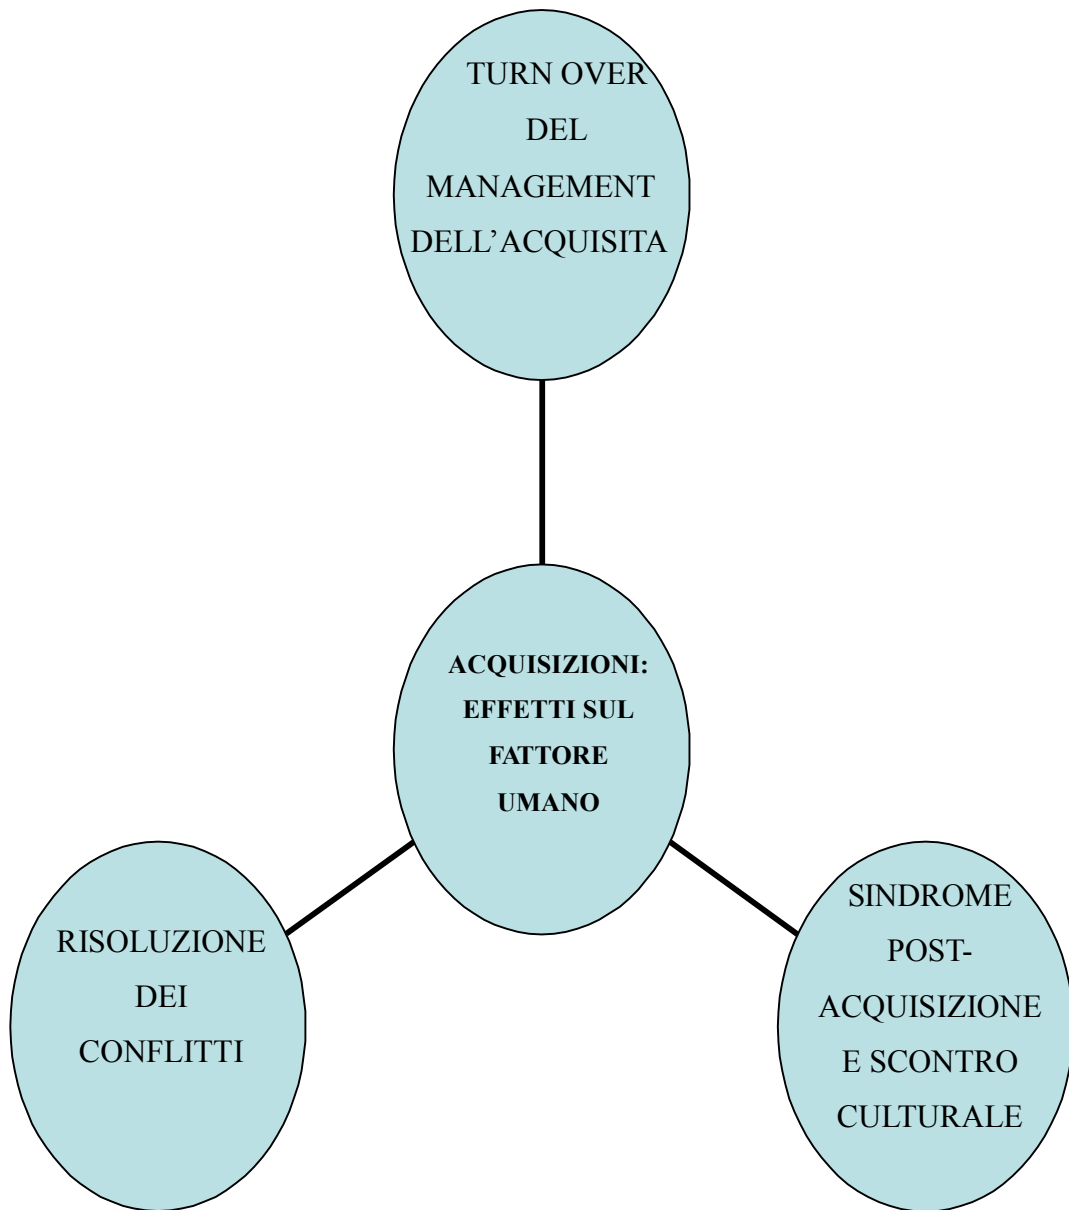 TURN OVER
DEL
MANAGEMENT
DELL’ACQUISITA
ACQUISIZIONI:
EFFETTI SUL
FATTORE
UMANO
RISOLUZIONE
DEI
CONFLITTI
SINDROME
POST-
ACQUISIZIONE
E SCONTRO
CULTURALE